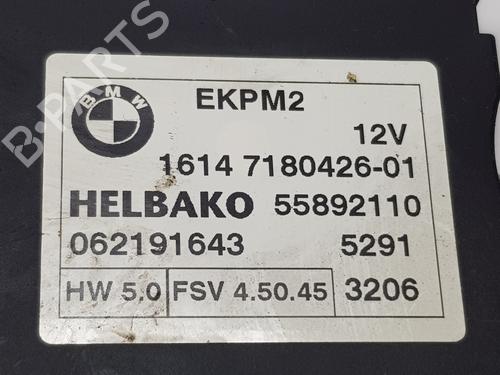 BMW
EKPM2
12V
1614 7180426-01
HELBAKO 55892110
062191643 5291
HW 5.0 FSV 4.50.45 3206
B-PARTS